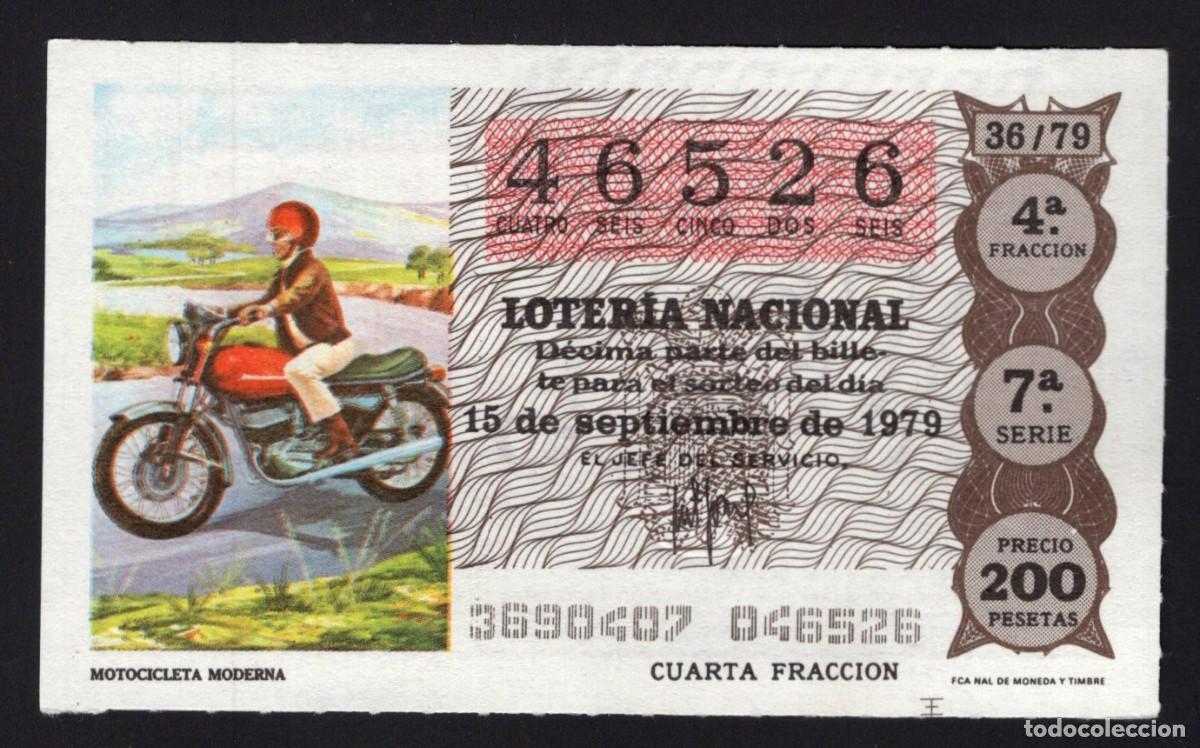 46526
CUATRO SEIS CINCO DOS SEIS
LOTERÍA NACIONAL
Décima parte del bille-
te para el sorteo del día
15 de septiembre de 1979
EL JEFE DEL SERVICIO,
3690407 046526
CUARTA FRACCION
MOTOCICLETA MODERNA
36/79
4.ª
FRACCION
7.ª
SERIE
PRECIO
200
PESETAS
FCA NAL DE MONEDA Y TIMBRE
todocoleccion